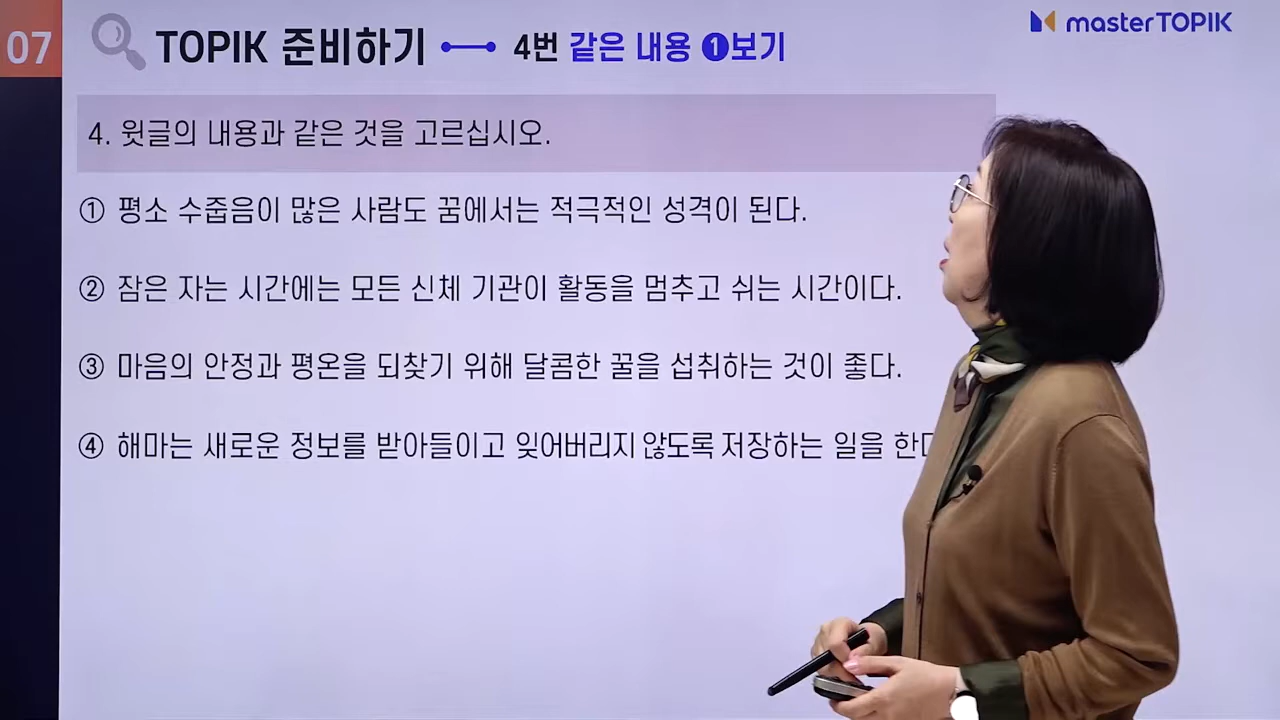 07
TOPIK 준비하기 4번 같은 내용 ❶보기
masterTOPIK
4. 윗글의 내용과 같은 것을 고르십시오.
① 평소 수줍음이 많은 사람도 꿈에서는 적극적인 성격이 된다.
② 잠은 자는 시간에는 모든 신체 기관이 활동을 멈추고 쉬는 시간이다.
③ 마음의 안정과 평온을 되찾기 위해 달콤한 꿀을 섭취하는 것이 좋다.
④ 해마는 새로운 정보를 받아들이고 잊어버리지 않도록 저장하는 일을